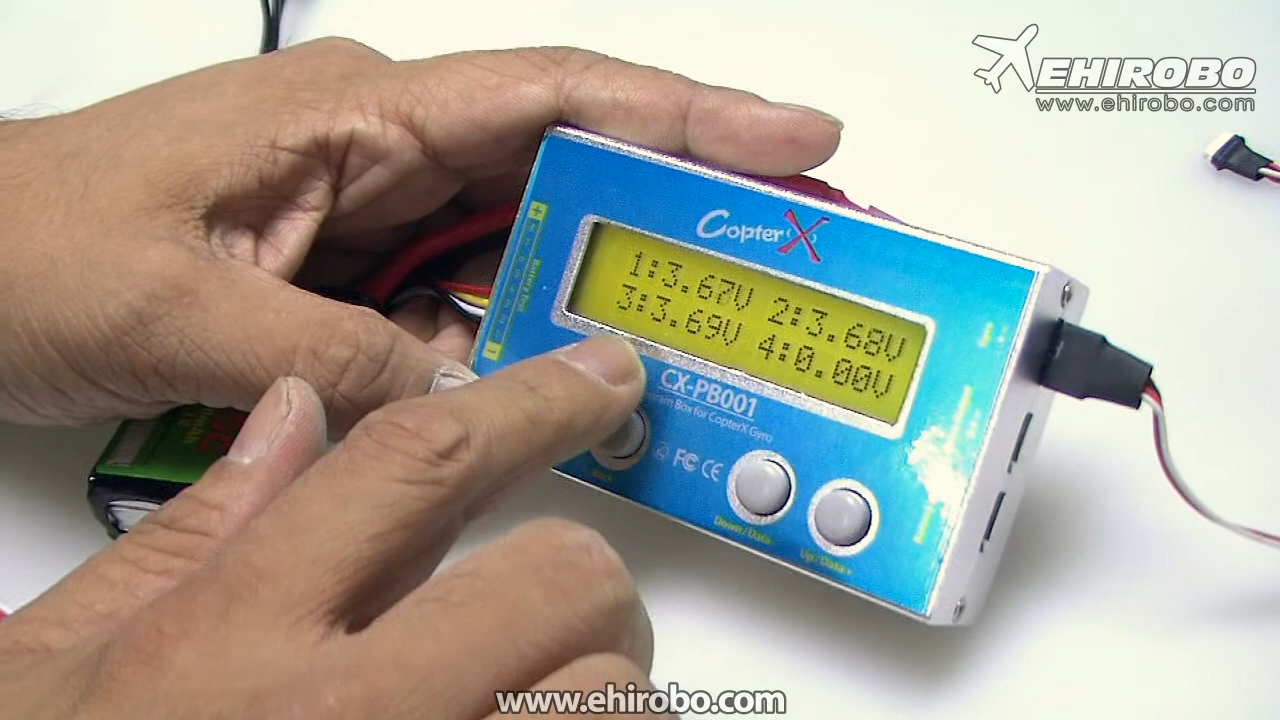 EHIROBO
www.ehirobo.com
CopterX
1:3.67V 2:3.68V
3:3.69V 4:0.00V
Battery Test
CX-PB001
Program Box for CopterX Gyro
FC CE
Down/Data-
Up/Data+
www.ehirobo.com